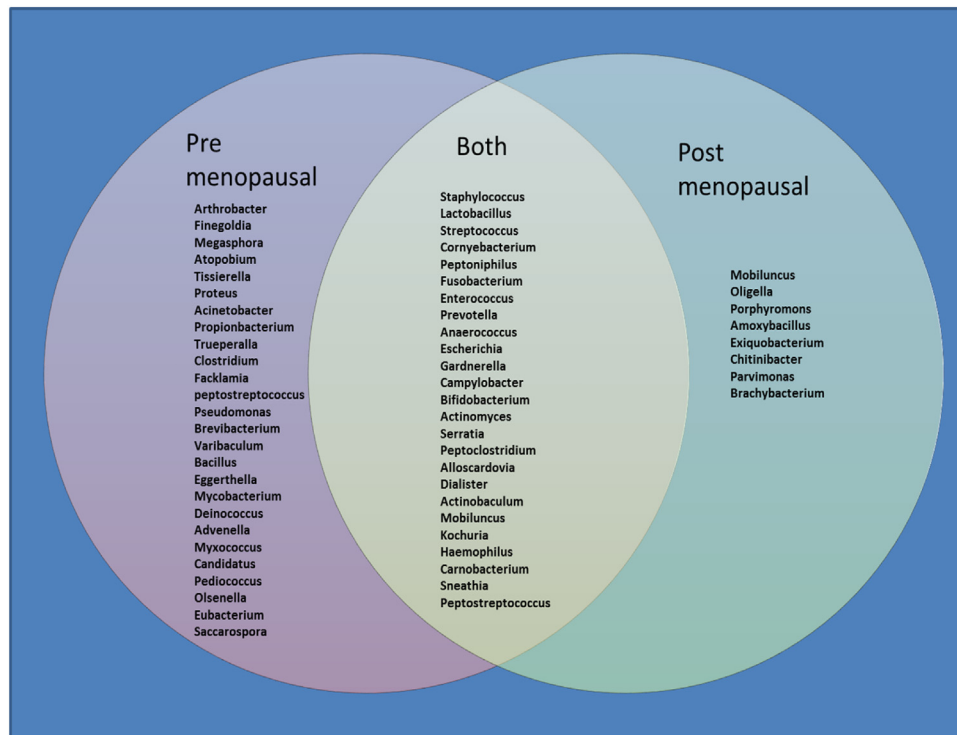 Pre
menopausal
Arthrobacter
Finegoldia
Megasphora
Atopobium
Tissierella
Proteus
Acinetobacter
Propionbacterium
Trueperalla
Clostridium
Facklamia
peptostreptococcus
Pseudomonas
Brevibacterium
Varibaculum
Bacillus
Eggerthella
Mycobacterium
Deinococcus
Advenella
Myxococcus
Candidatus
Pediococcus
Olsenella
Eubacterium
Saccarospora
Both
Staphylococcus
Lactobacillus
Streptococcus
Cornyebacterium
Peptoniphilus
Fusobacterium
Enterococcus
Prevotella
Anaerococcus
Escherichia
Gardnerella
Campylobacter
Bifidobacterium
Actinomyces
Serratia
Peptoclostridium
Alloscardovia
Dialister
Actinobaculum
Mobiluncus
Kochuria
Haemophilus
Carnobacterium
Sneathia
Peptostreptococcus
Post
menopausal
Mobiluncus
Oligella
Porphyromons
Amoxybacillus
Exiquobacterium
Chitinibacter
Parvimonas
Brachybacterium